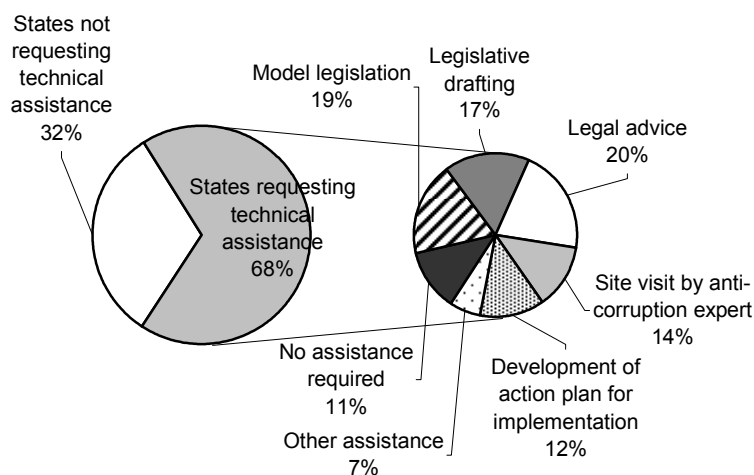 States not
requesting
technical
assistance
32%
States requesting
technical
assistance
68%
Model legislation
19%
Legislative
drafting
17%
Legal advice
20%
Site visit by anti-
corruption expert
14%
Development of
action plan for
implementation
12%
Other assistance
7%
No assistance
required
11%